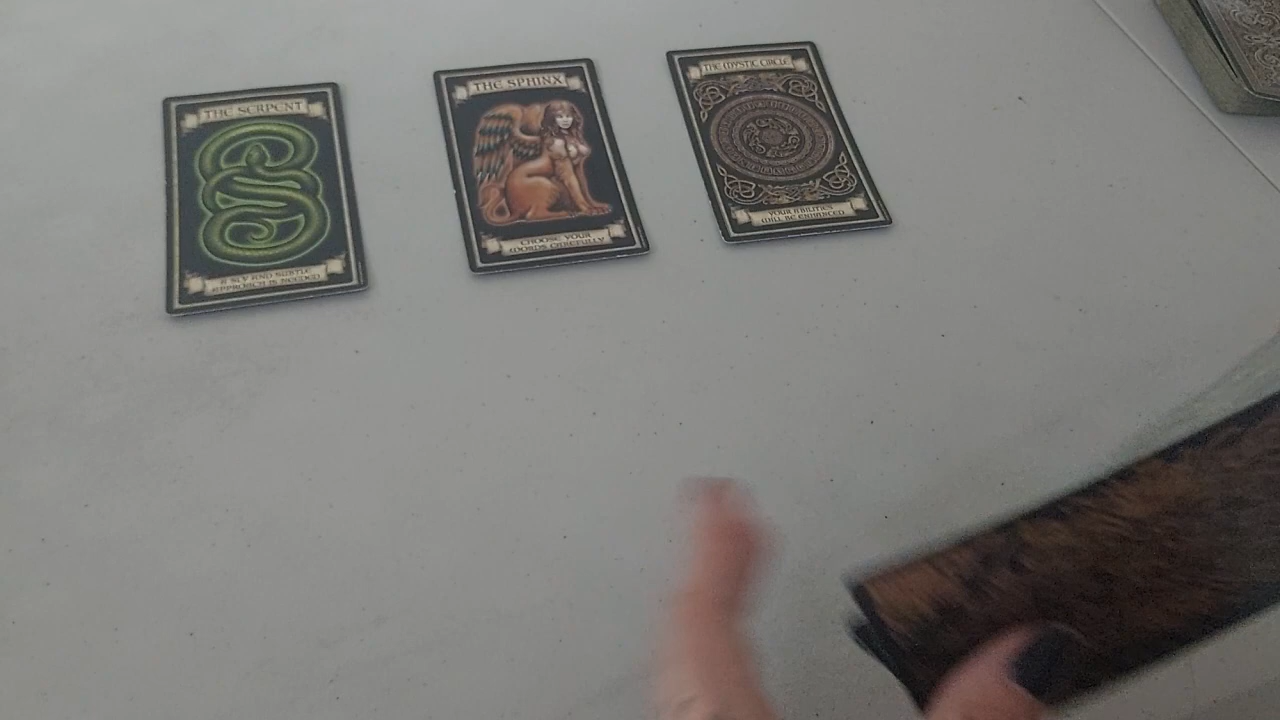 THE SERPENT
A SLY AND SUBTLE
APPROACH IS NEEDED
THE SPHINX
CHOOSE YOUR
WORDS CAREFULLY
THE MYSTIC CIRCLE
YOUR ABILITIES
WILL BE ENHANCED